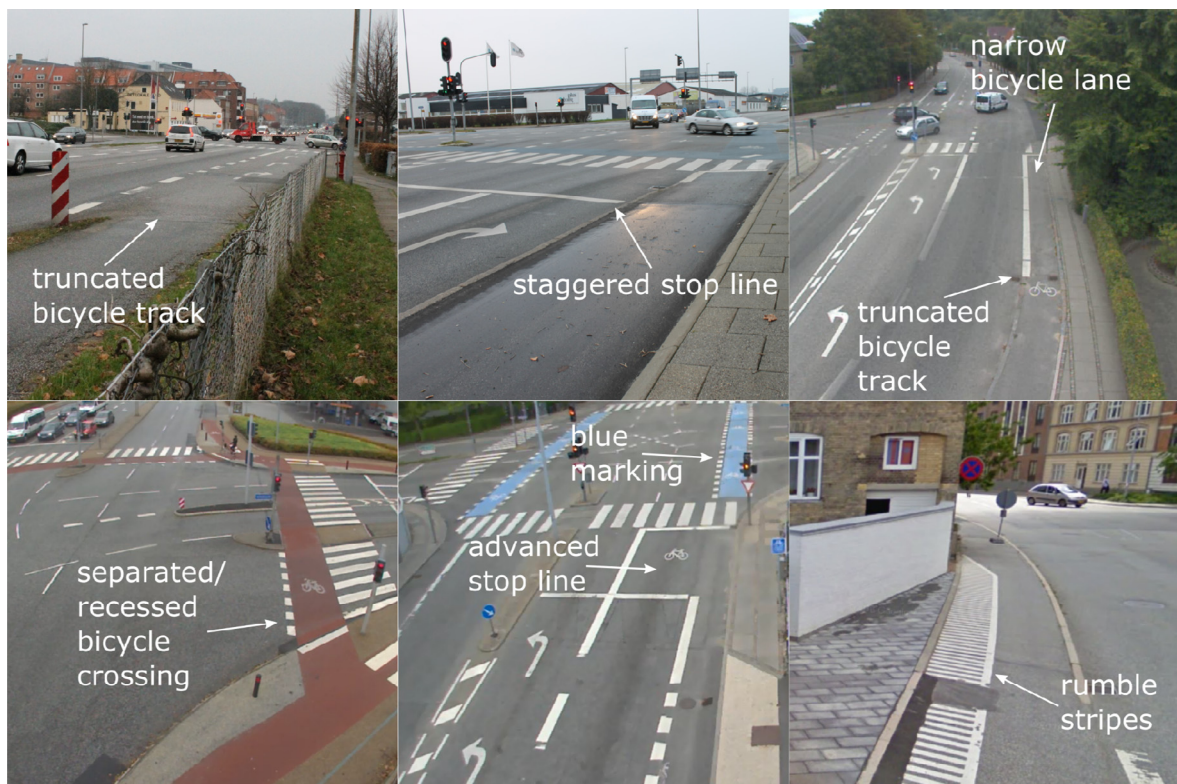 truncated
bicycle track
staggered stop line
narrow
bicycle lane
truncated
bicycle
track
separated/
recessed
bicycle
crossing
blue
marking
advanced
stop line
rumble
stripes